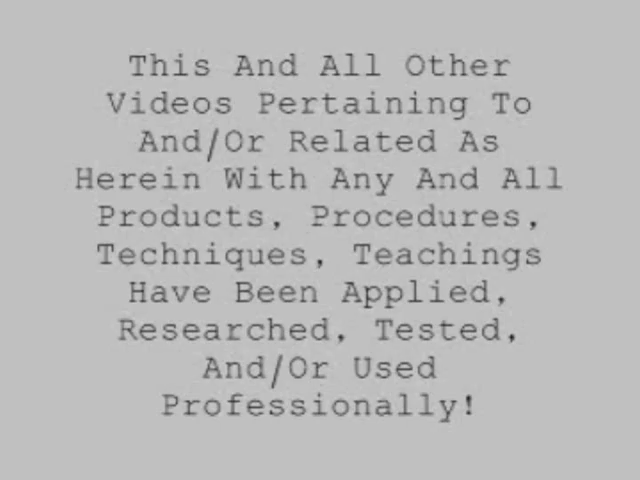 This And All Other
Videos Pertaining To
And/Or Related As
Herein With Any And All
Products, Procedures,
Techniques, Teachings
Have Been Applied,
Researched, Tested,
And/Or Used
Professionally!